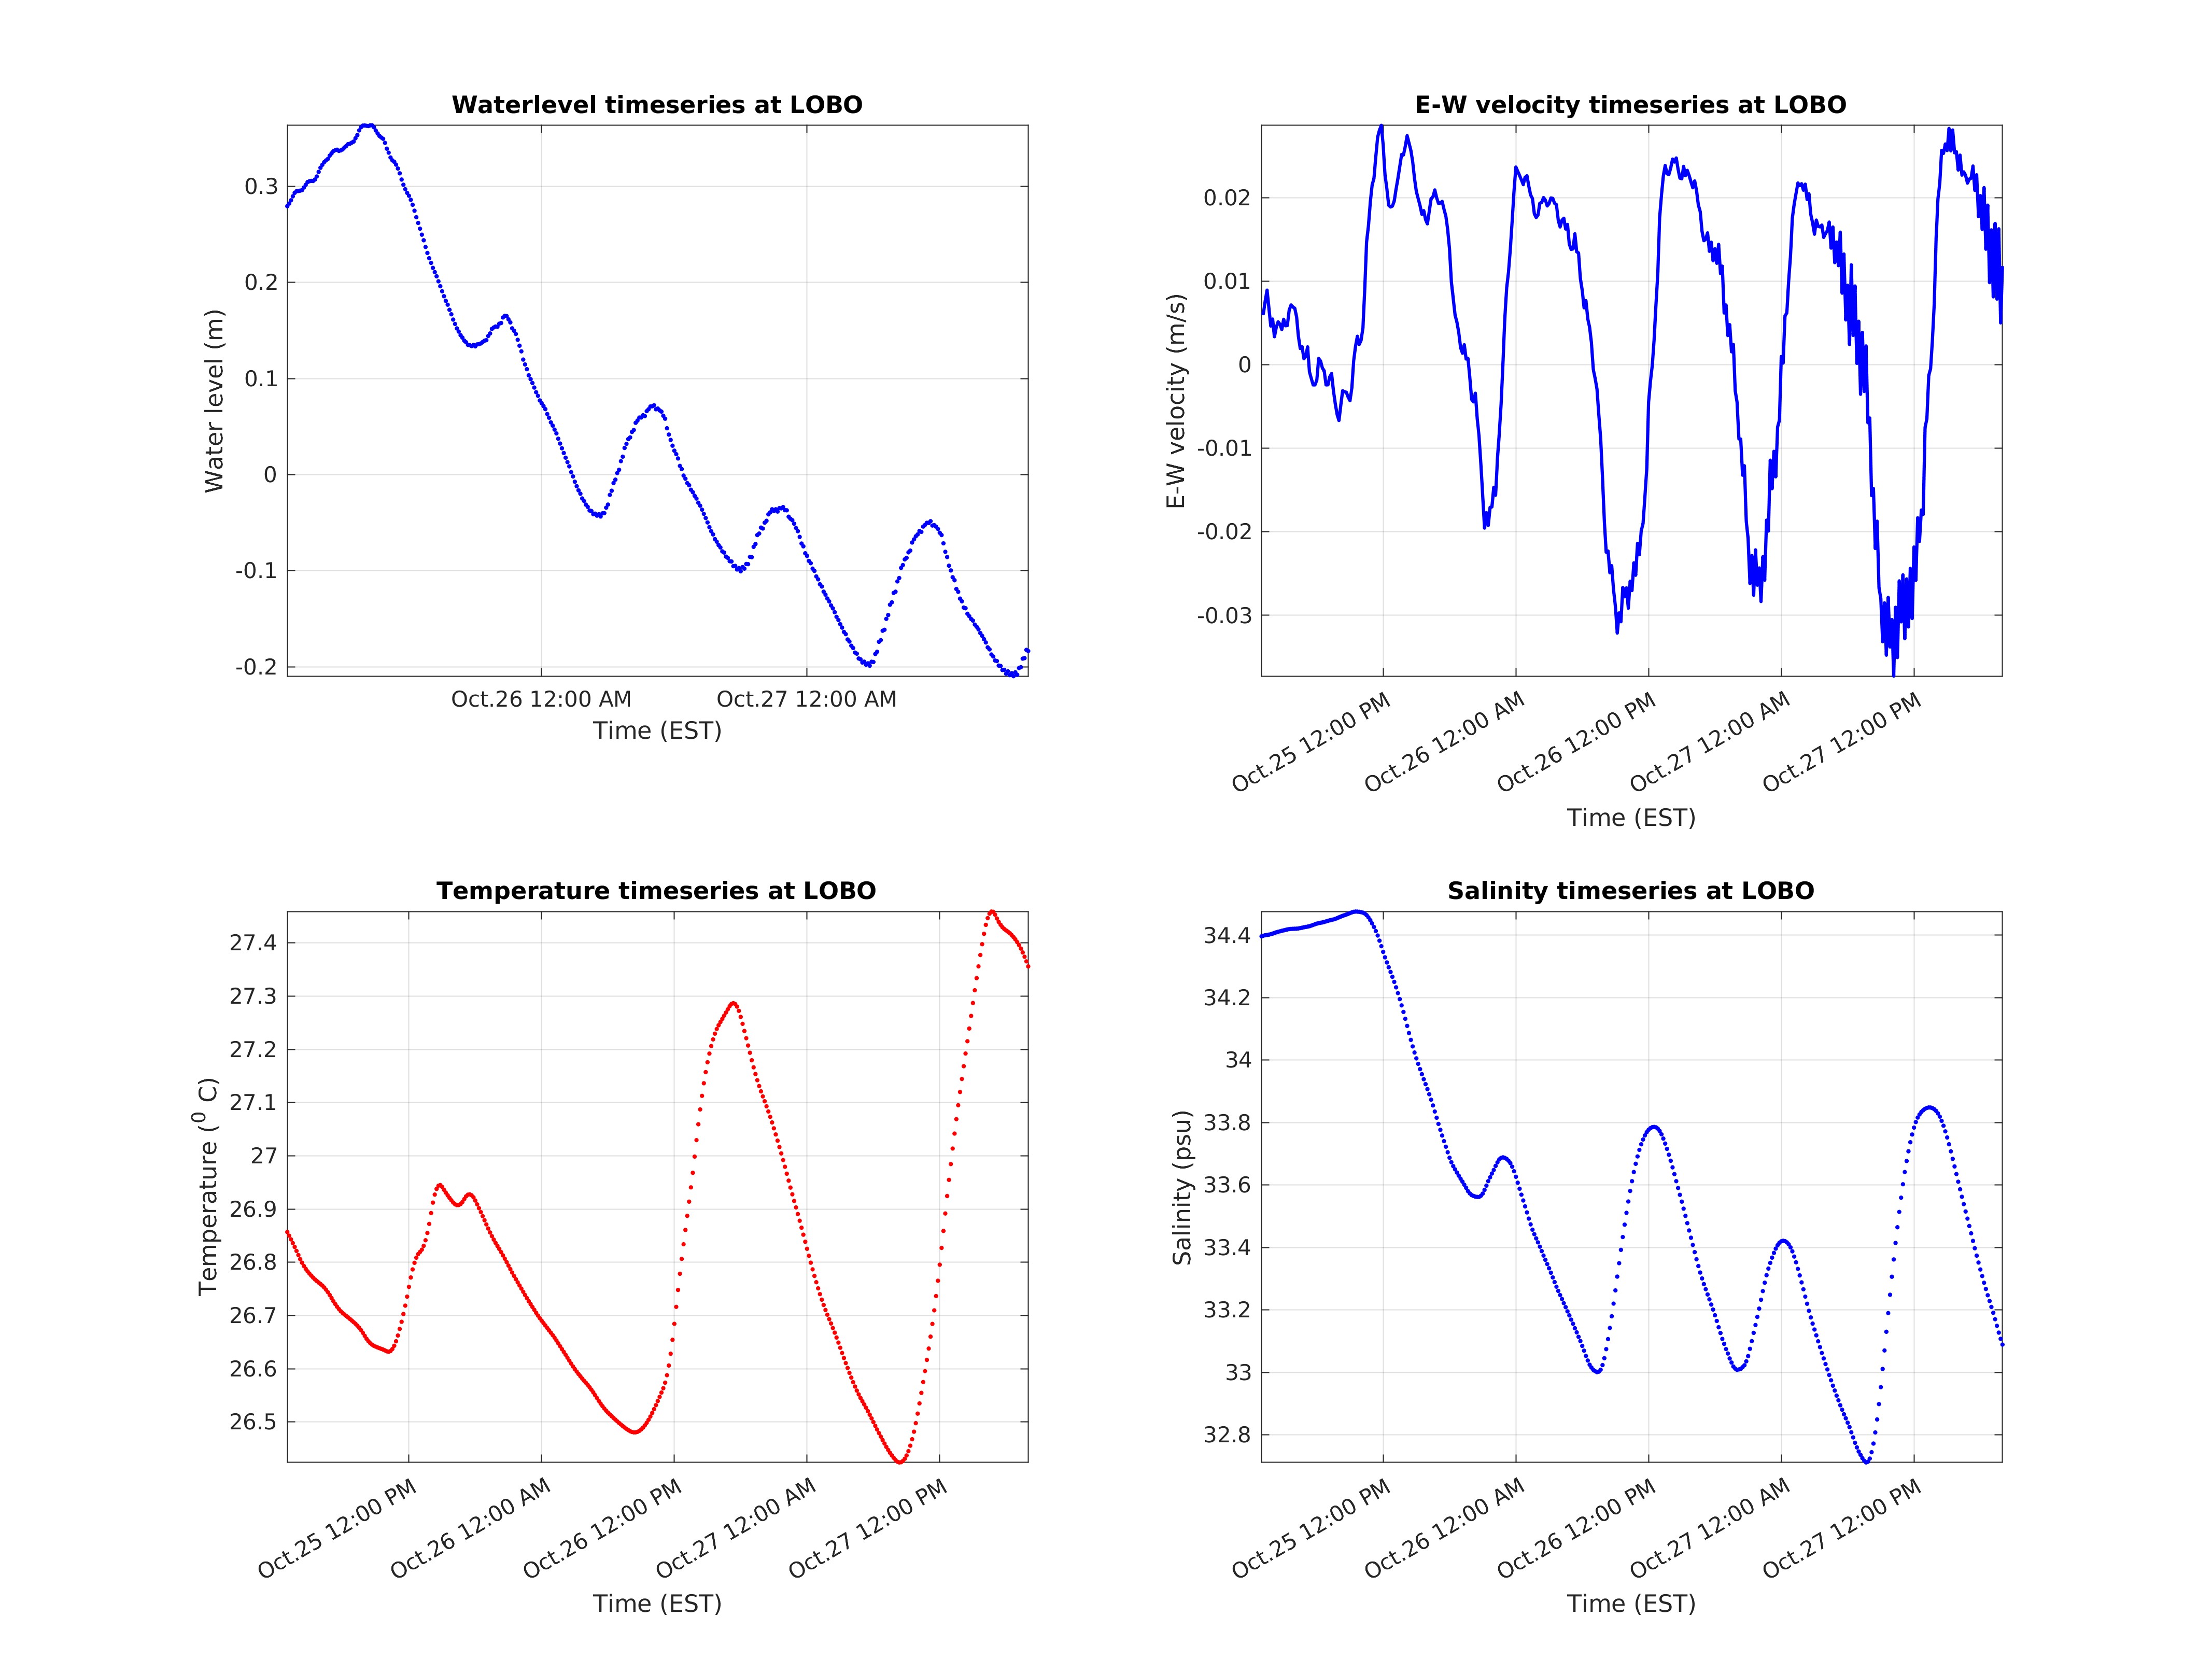 Waterlevel timeseries at LOBO
0.3
0.2
0.1
0
-0.1
-0.2
Water level (m)
Oct.26 12:00 AM
Oct.27 12:00 AM
Time (EST)
E-W velocity timeseries at LOBO
0.02
0.01
0
-0.01
-0.02
-0.03
E-W velocity (m/s)
Oct.25 12:00 PM
Oct.26 12:00 AM
Oct.26 12:00 PM
Oct.27 12:00 AM
Oct.27 12:00 PM
Time (EST)
Temperature timeseries at LOBO
27.4
27.3
27.2
27.1
27
26.9
26.8
26.7
26.6
26.5
Temperature (⁰ C)
Oct.25 12:00 PM
Oct.26 12:00 AM
Oct.26 12:00 PM
Oct.27 12:00 AM
Oct.27 12:00 PM
Time (EST)
Salinity timeseries at LOBO
34.4
34.2
34
33.8
33.6
33.4
33.2
33
32.8
Salinity (psu)
Oct.25 12:00 PM
Oct.26 12:00 AM
Oct.26 12:00 PM
Oct.27 12:00 AM
Oct.27 12:00 PM
Time (EST)